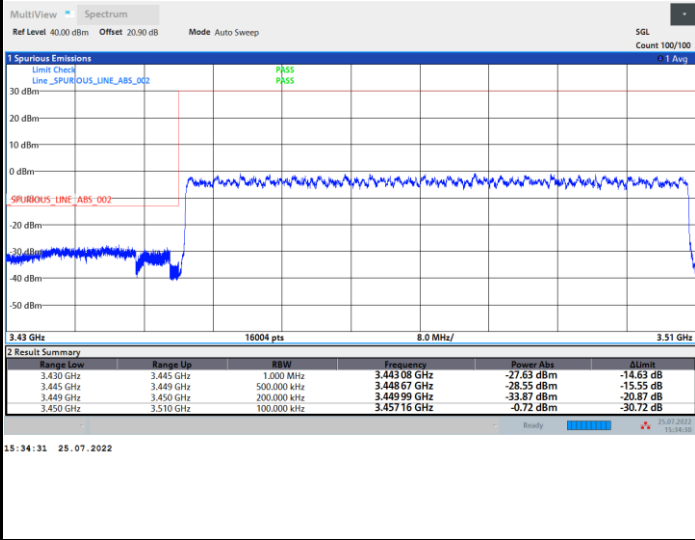 MultiView Spectrum
Ref Level 40.00 dBm Offset 20.90 dB Mode Auto Sweep SGL
Count 100/100
1 Spurious Emissions 1 Avg
Limit Check PASS
Line _SPURIOUS_LINE_ABS_002 PASS
30 dBm
20 dBm
10 dBm
0 dBm
_SPURIOUS_LINE_ABS_002
-20 dBm
-30 dBm
-40 dBm
-50 dBm
3.43 GHz 16004 pts 8.0 MHz/ 3.51 GHz
2 Result Summary
Range Low Range Up RBW Frequency Power Abs ΔLimit
3.430 GHz 3.445 GHz 1.000 MHz 3.443 08 GHz -27.63 dBm -14.63 dB
3.445 GHz 3.449 GHz 500.000 kHz 3.448 67 GHz -28.55 dBm -15.55 dB
3.449 GHz 3.450 GHz 200.000 kHz 3.449 99 GHz -33.87 dBm -20.87 dB
3.450 GHz 3.510 GHz 100.000 kHz 3.457 16 GHz -0.72 dBm -30.72 dB
Ready 25.07.2022
15:34:30
15:34:31 25.07.2022